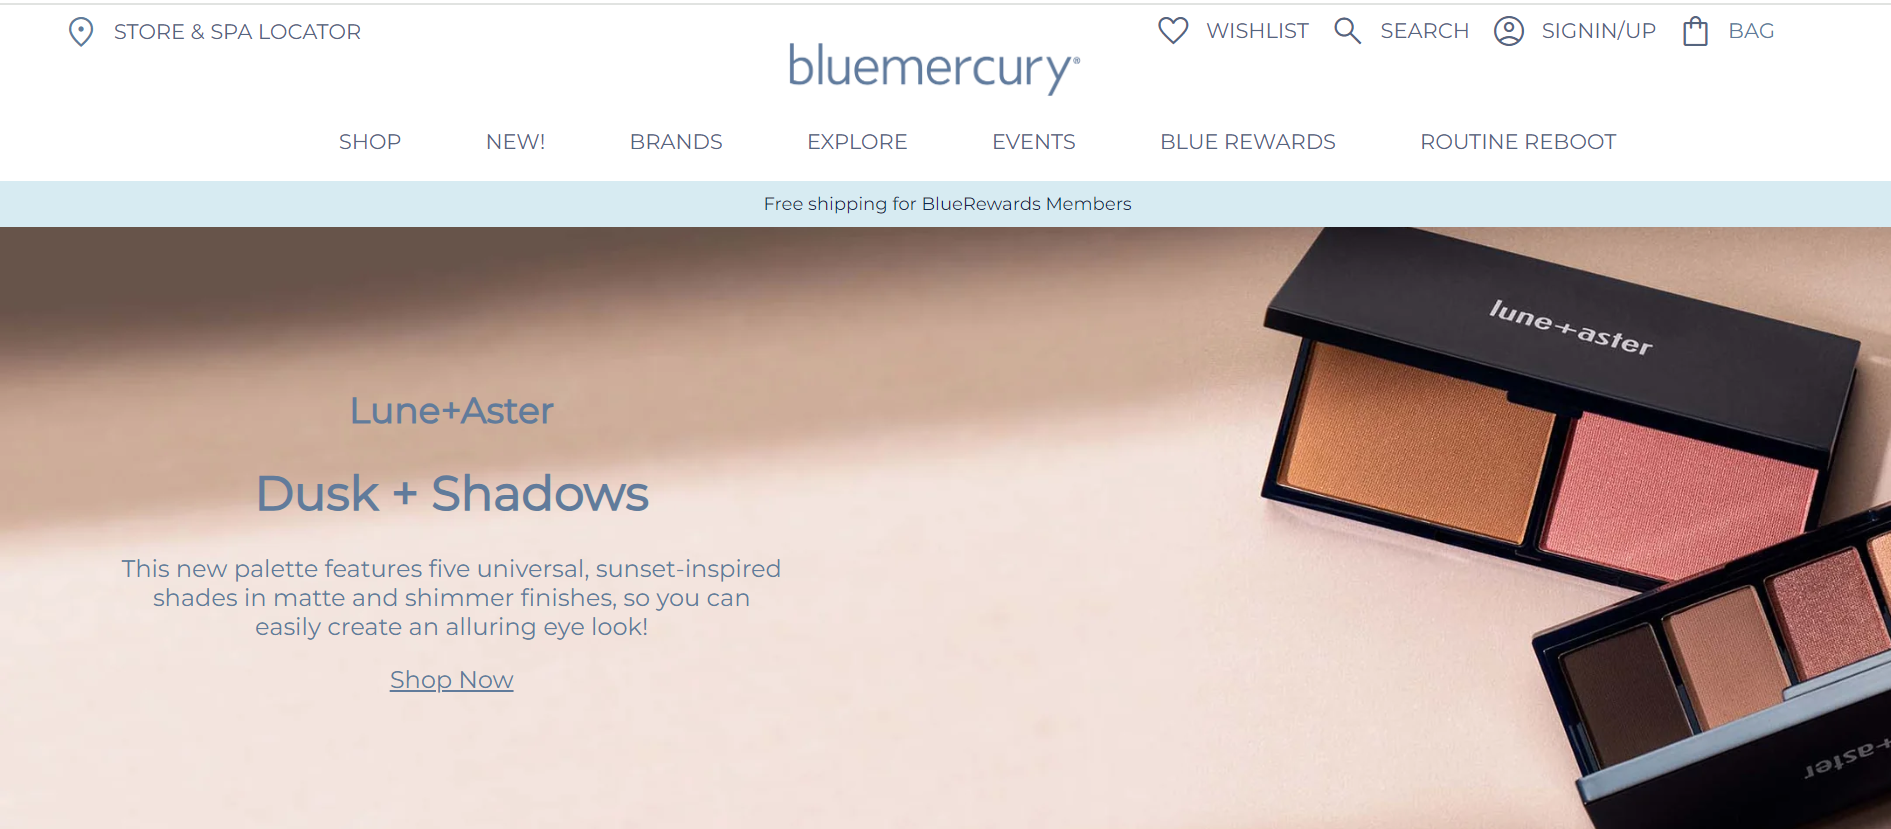 STORE & SPA LOCATOR
WISHLIST
SEARCH
SIGNIN/UP
BAG
bluemercury®
SHOP
NEW!
BRANDS
EXPLORE
EVENTS
BLUE REWARDS
ROUTINE REBOOT
Free shipping for BlueRewards Members
lune+aster
Lune+Aster
Dusk + Shadows
This new palette features five universal, sunset-inspired
shades in matte and shimmer finishes, so you can
easily create an alluring eye look!
Shop Now
+aster